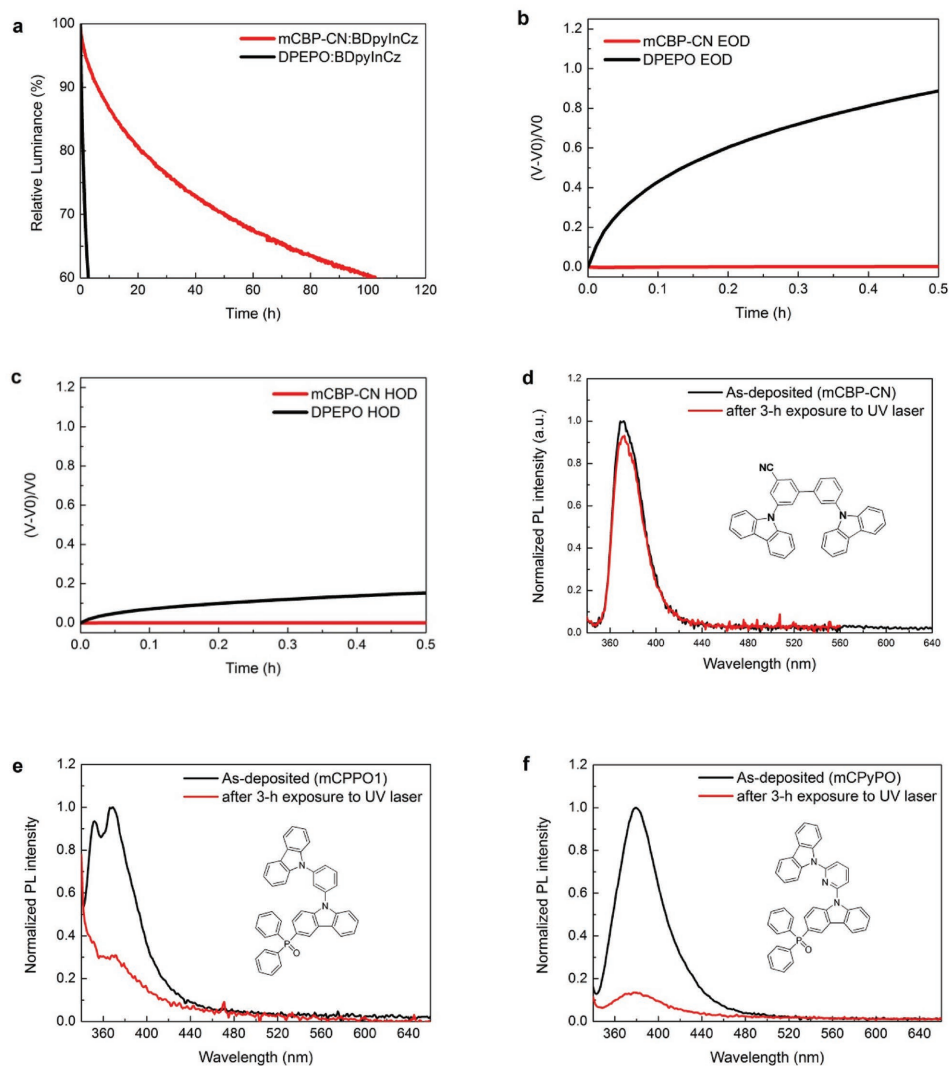 a
mCBP-CN:BDpyInCz
DPEPO:BDpyInCz
Relative Luminance (%)
100
90
80
70
60
0 20 40 60 80 100 120
Time (h)
b
mCBP-CN EOD
DPEPO EOD
(V-V0)/V0
1.2
1.0
0.8
0.6
0.4
0.2
0.0
0.0 0.1 0.2 0.3 0.4 0.5
Time (h)
c
mCBP-CN HOD
DPEPO HOD
(V-V0)/V0
1.2
1.0
0.8
0.6
0.4
0.2
0.0
0.0 0.1 0.2 0.3 0.4 0.5
Time (h)
d
As-deposited (mCBP-CN)
after 3-h exposure to UV laser
Normalized PL intensity (a.u.)
1.2
1.0
0.8
0.6
0.4
0.2
0.0
NC
N N
360 400 440 480 520 560 600 640
Wavelength (nm)
e
As-deposited (mCPPO1)
after 3-h exposure to UV laser
Normalized PL intensity
1.2
1.0
0.8
0.6
0.4
0.2
0.0
N
N
P
O
360 400 440 480 520 560 600 640
Wavelength (nm)
f
As-deposited (mCPyPO)
after 3-h exposure to UV laser
Normalized PL intensity
1.2
1.0
0.8
0.6
0.4
0.2
0.0
N
N
N
P
O
360 400 440 480 520 560 600 640
Wavelength (nm)